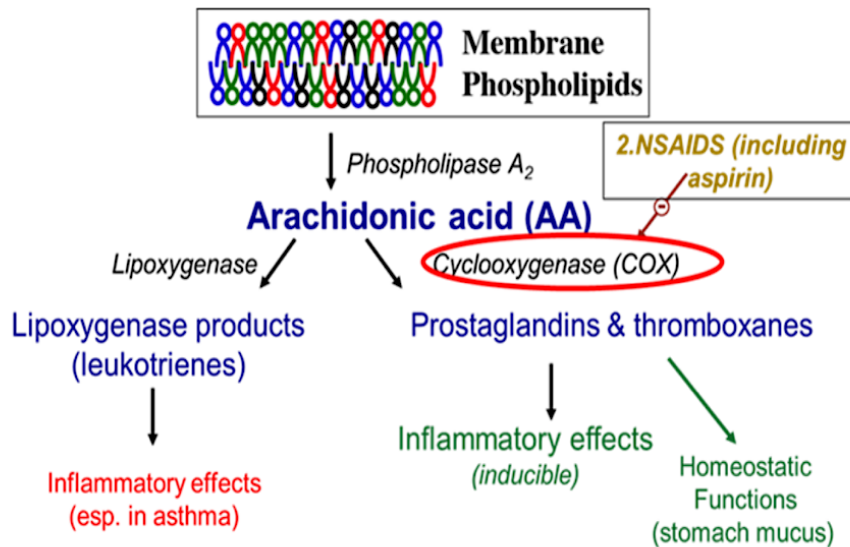 Membrane
Phospholipids
2.NSAIDS (including
aspirin)
Phospholipase A2
Arachidonic acid (AA)
Lipoxygenase
Cyclooxygenase (COX)
Lipoxygenase products
(leukotrienes)
Prostaglandins & thromboxanes
Inflammatory effects
(inducible)
Inflammatory effects
(esp. in asthma)
Homeostatic
Functions
(stomach mucus)